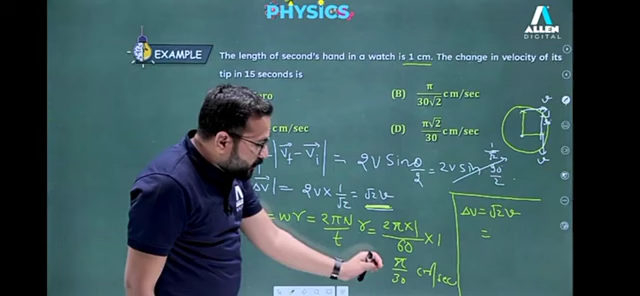 PHYSICS
ALLEN
DIGITAL
EXAMPLE
The length of second's hand in a watch is 1 cm. The change in velocity of its
tip in 15 seconds is
(B) π/30√2 cm/sec
cm/sec
(D) π√2/30 cm/sec
|V⃗f - V⃗i| = 2V Sin θ/2 = 2V sin
ΔV⃗| = 2V × 1/√2 = √2 V
= ωr = 2πN/t r = 2π×1/60 × 1
π/30 cm/sec
ΔV = √2 V
=